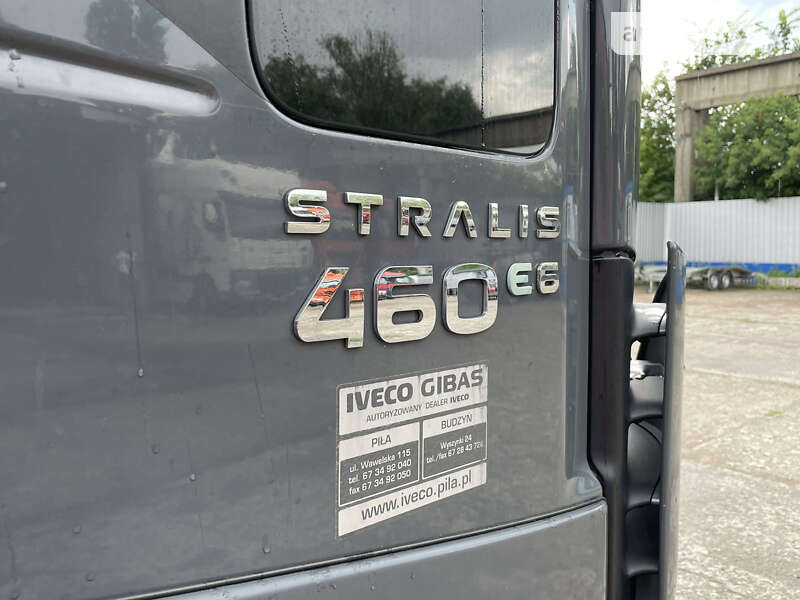 STRALIS
460 E6
IVECO GIBAS
AUTORYZOWANY DEALER IVECO
PIŁA
ul. Wawelska 115
tel. 67 34 92 040
fax 67 34 92 050
BUDZYN
Wyszynki 24
tel./fax 67 28 43 726
www.iveco.pila.pl